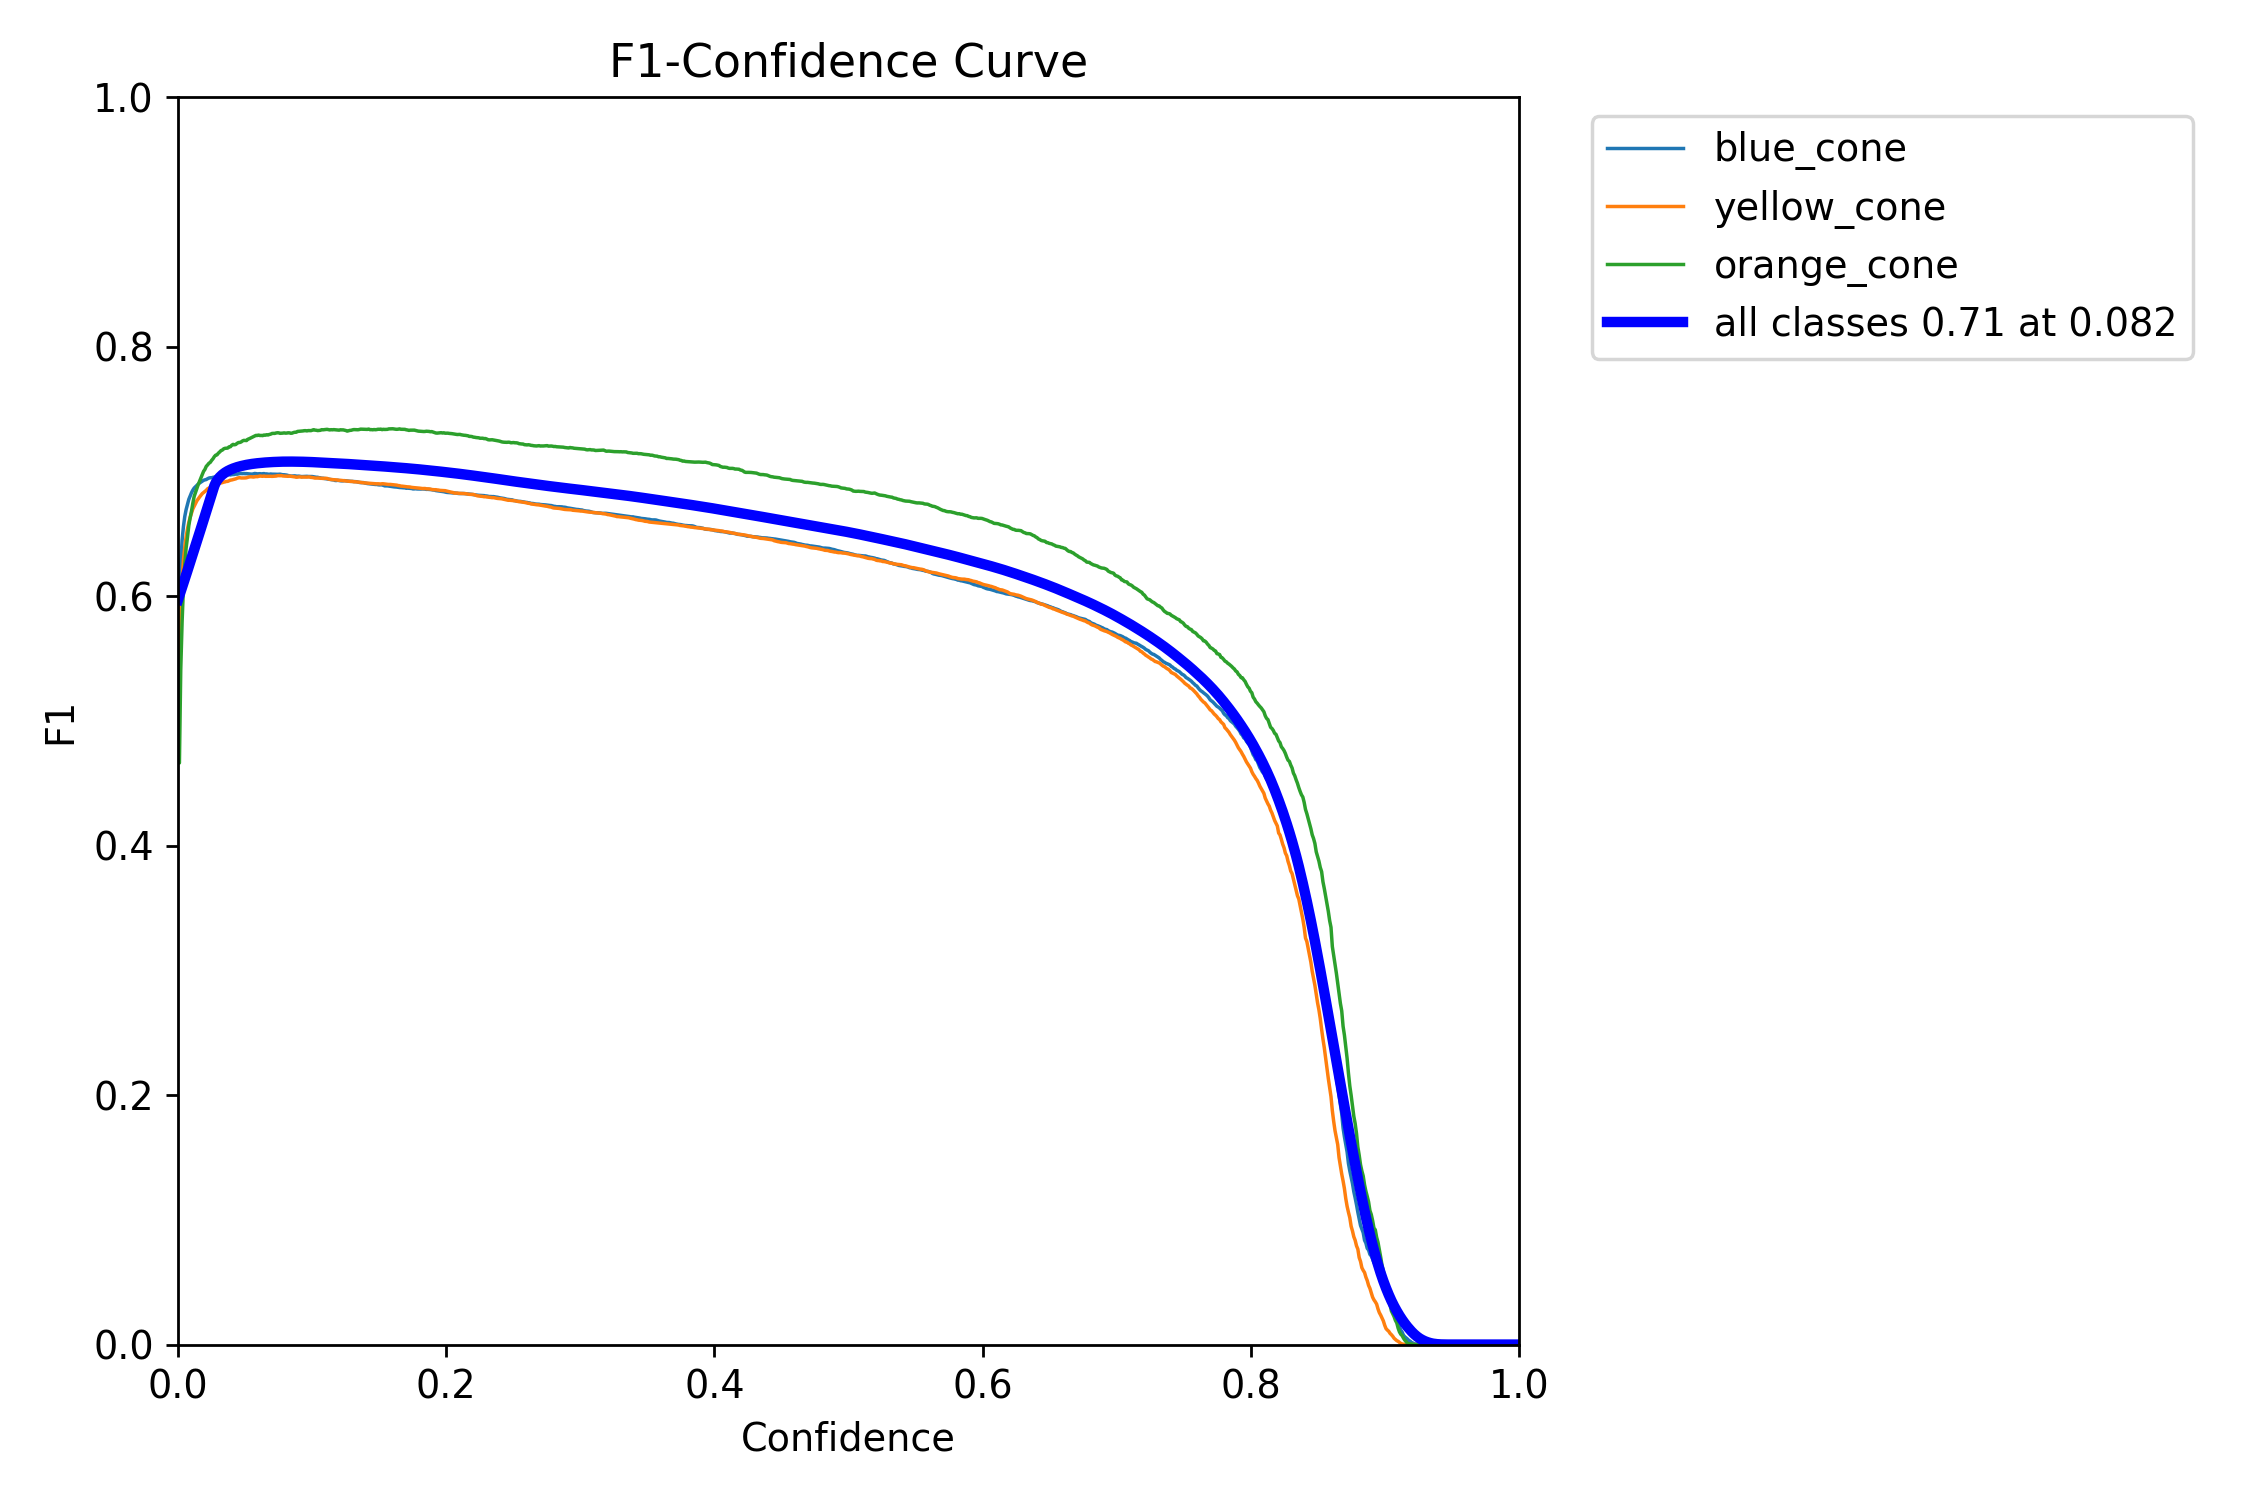 F1-Confidence Curve
1.0
0.8
0.6
0.4
0.2
0.0
F1
0.0 0.2 0.4 0.6 0.8 1.0
Confidence
blue_cone
yellow_cone
orange_cone
all classes 0.71 at 0.082